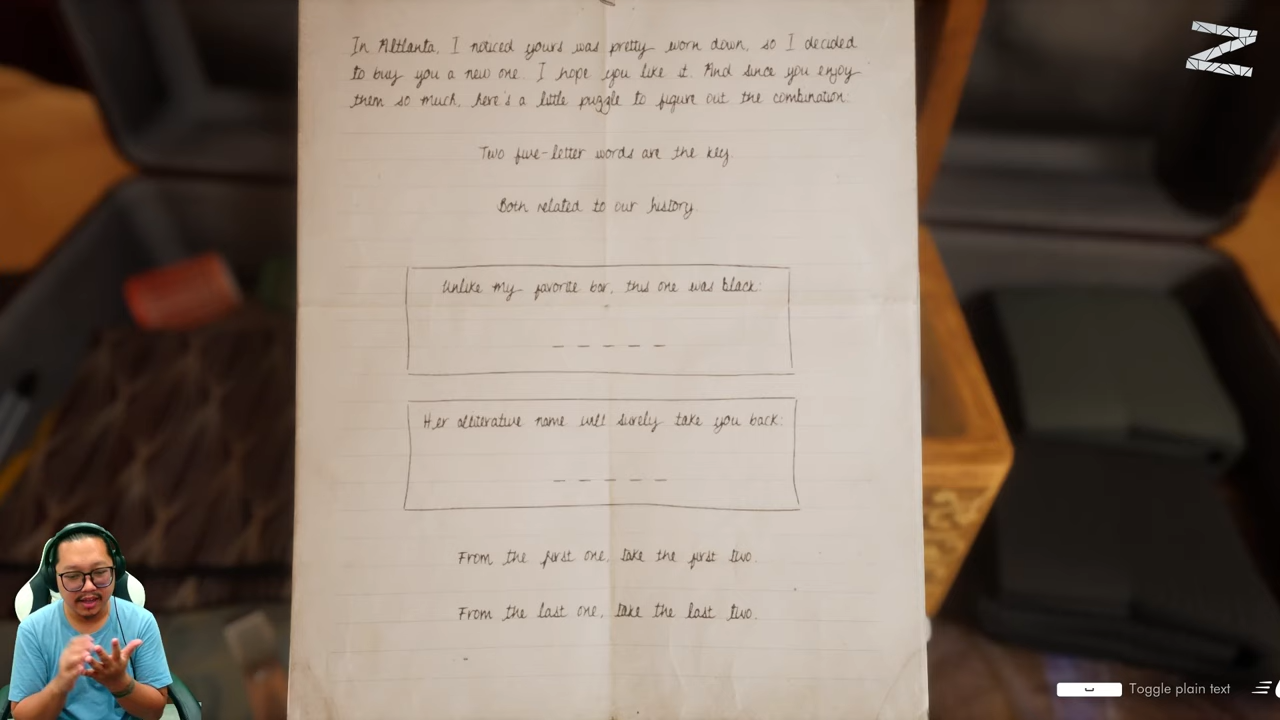 In Altlanta, I noticed yours was pretty worn down, so I decided
to buy you a new one. I hope you like it. And since you enjoy
them so much, here's a little puzzle to figure out the combination:
Two five-letter words are the key.
Both related to our history.
Unlike my favorite bar, this one was black:
_ _ _ _ _
Her alliterative name will surely take you back:
_ _ _ _ _
From the first one, take the first two.
From the last one, take the last two.
Toggle plain text